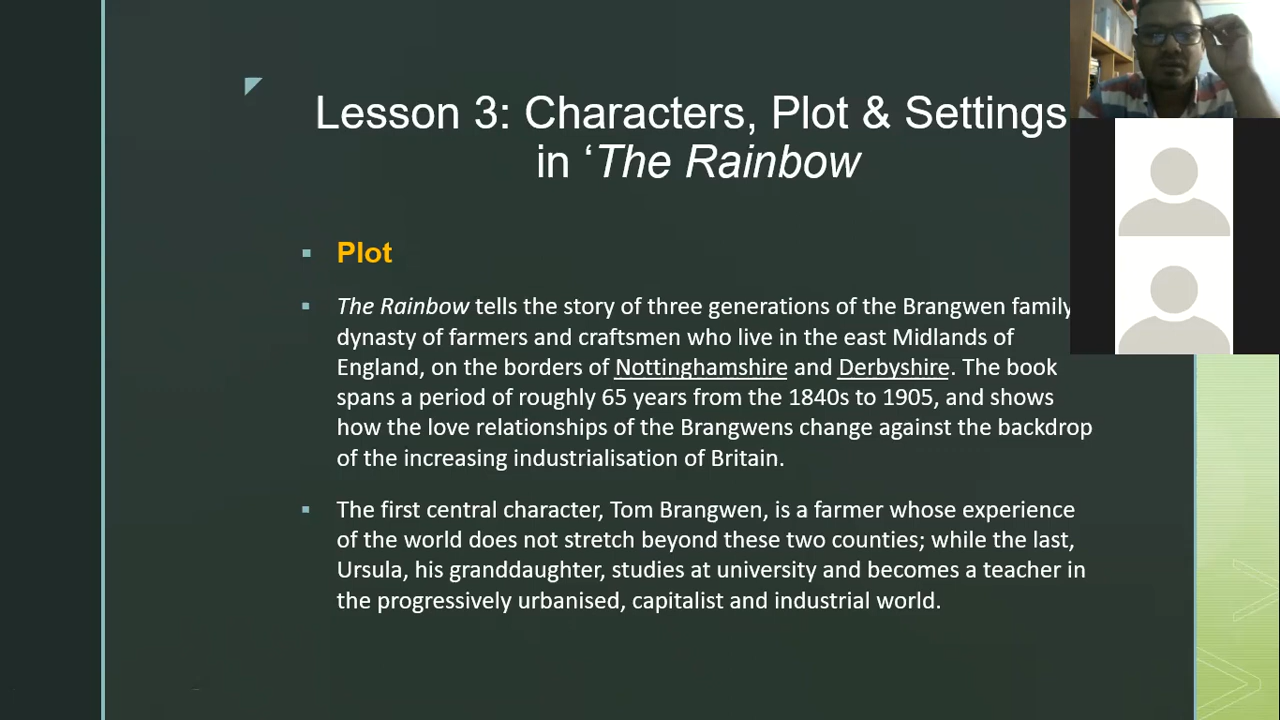 Lesson 3: Characters, Plot & Settings
in ‘The Rainbow
Plot
The Rainbow tells the story of three generations of the Brangwen family,
dynasty of farmers and craftsmen who live in the east Midlands of
England, on the borders of Nottinghamshire and Derbyshire. The book
spans a period of roughly 65 years from the 1840s to 1905, and shows
how the love relationships of the Brangwens change against the backdrop
of the increasing industrialisation of Britain.
The first central character, Tom Brangwen, is a farmer whose experience
of the world does not stretch beyond these two counties; while the last,
Ursula, his granddaughter, studies at university and becomes a teacher in
the progressively urbanised, capitalist and industrial world.